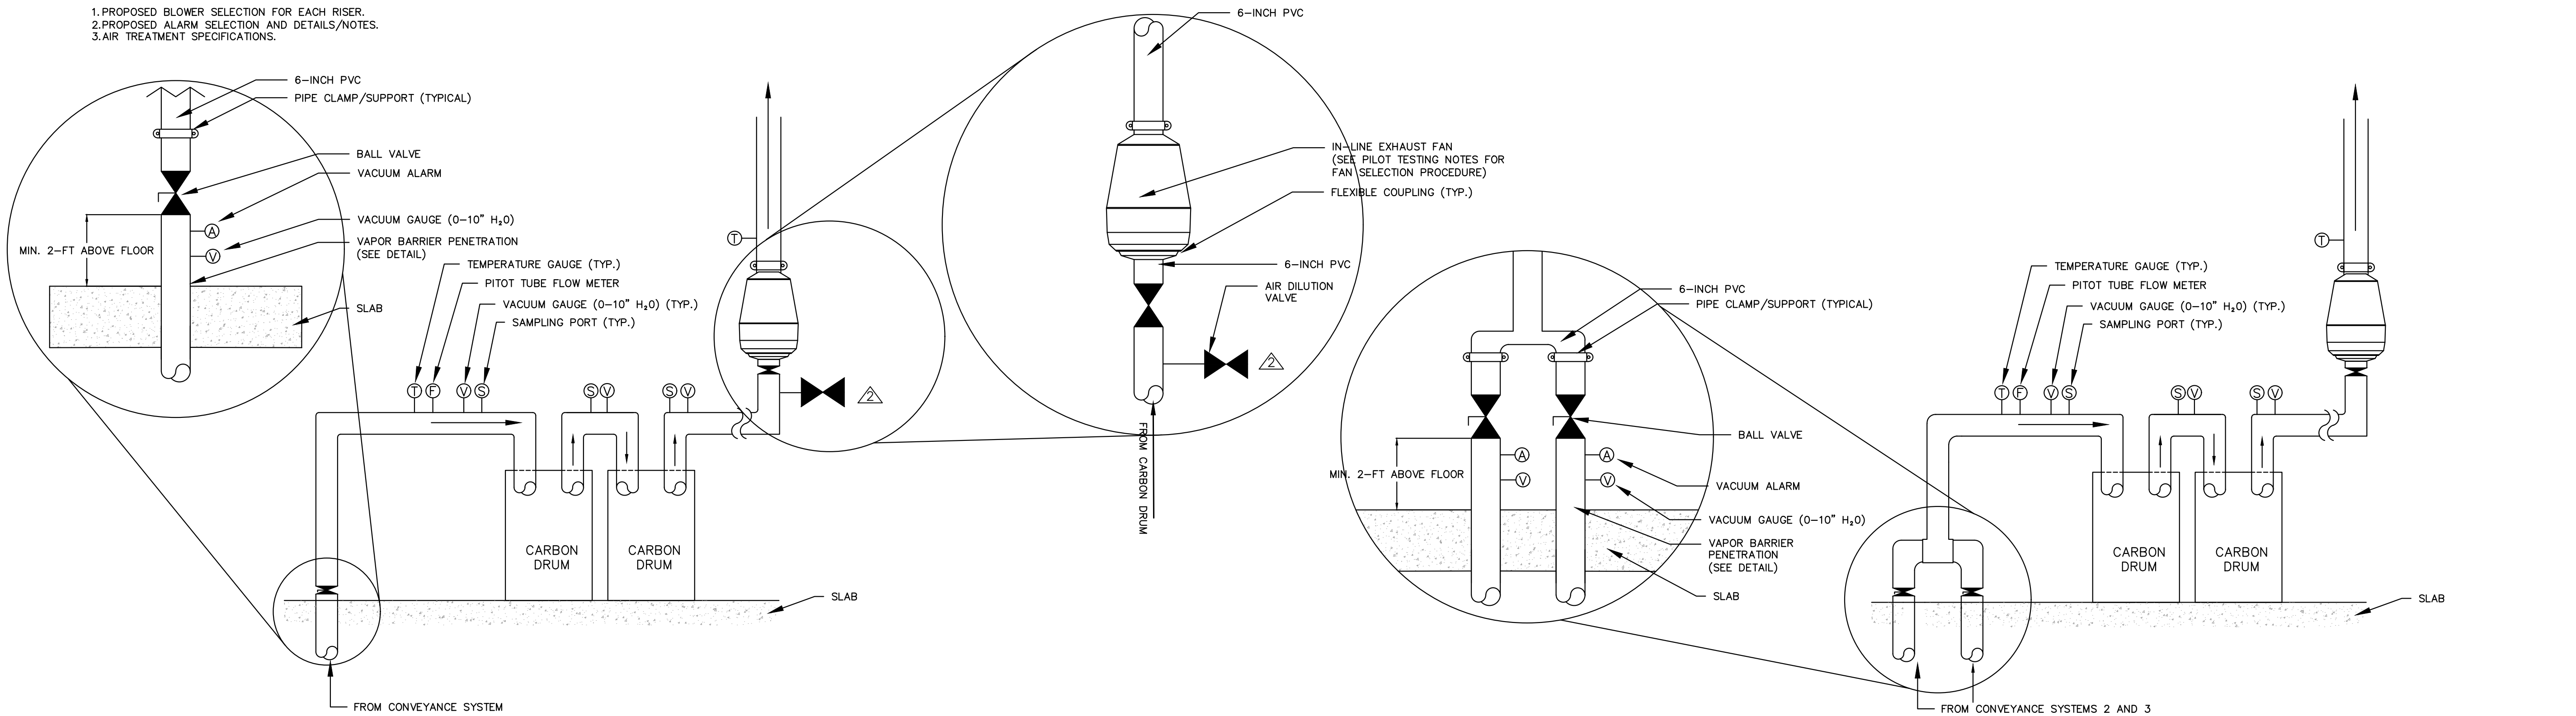 1. PROPOSED BLOWER SELECTION FOR EACH RISER.
2. PROPOSED ALARM SELECTION AND DETAILS/NOTES.
3. AIR TREATMENT SPECIFICATIONS.
6-INCH PVC
PIPE CLAMP/SUPPORT (TYPICAL)
BALL VALVE
VACUUM ALARM
VACUUM GAUGE (0-10" H₂0)
VAPOR BARRIER PENETRATION
(SEE DETAIL)
A
V
MIN. 2-FT ABOVE FLOOR
SLAB
TEMPERATURE GAUGE (TYP.)
PITOT TUBE FLOW METER
VACUUM GAUGE (0-10" H₂0) (TYP.)
SAMPLING PORT (TYP.)
T F V S
S V
S V
T
2
CARBON
DRUM
CARBON
DRUM
SLAB
FROM CONVEYANCE SYSTEM
6-INCH PVC
IN-LINE EXHAUST FAN
(SEE PILOT TESTING NOTES FOR
FAN SELECTION PROCEDURE)
FLEXIBLE COUPLING (TYP.)
6-INCH PVC
AIR DILUTION
VALVE
2
FROM CARBON DRUM
6-INCH PVC
PIPE CLAMP/SUPPORT (TYPICAL)
BALL VALVE
A
A
V
V
MIN. 2-FT ABOVE FLOOR
VACUUM ALARM
VACUUM GAUGE (0-10" H₂0)
VAPOR BARRIER
PENETRATION
(SEE DETAIL)
SLAB
T
TEMPERATURE GAUGE (TYP.)
PITOT TUBE FLOW METER
VACUUM GAUGE (0-10" H₂0) (TYP.)
SAMPLING PORT (TYP.)
T F V S
S V
S V
CARBON
DRUM
CARBON
DRUM
SLAB
FROM CONVEYANCE SYSTEMS 2 AND 3